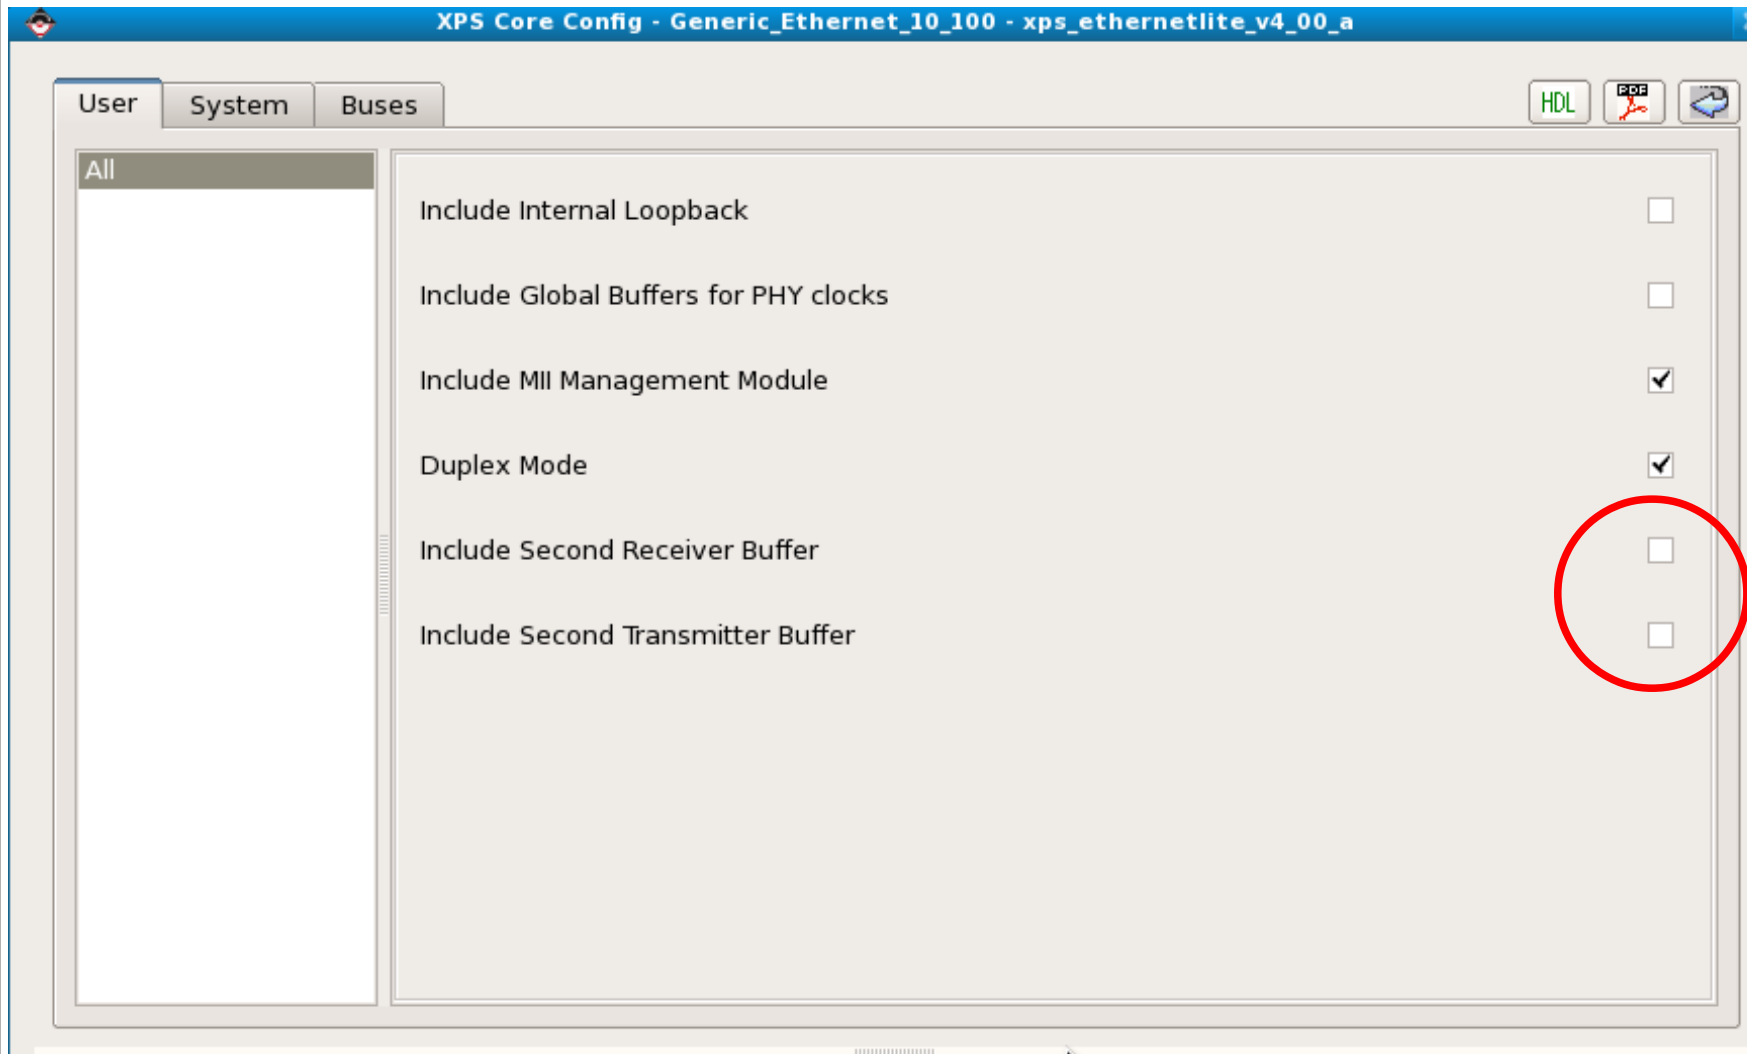 XPS Core Config - Generic_Ethernet_10_100 - xps_ethernetlite_v4_00_a
User System Buses HDL PDF
All
Include Internal Loopback
Include Global Buffers for PHY clocks
Include MII Management Module
Duplex Mode
Include Second Receiver Buffer
Include Second Transmitter Buffer